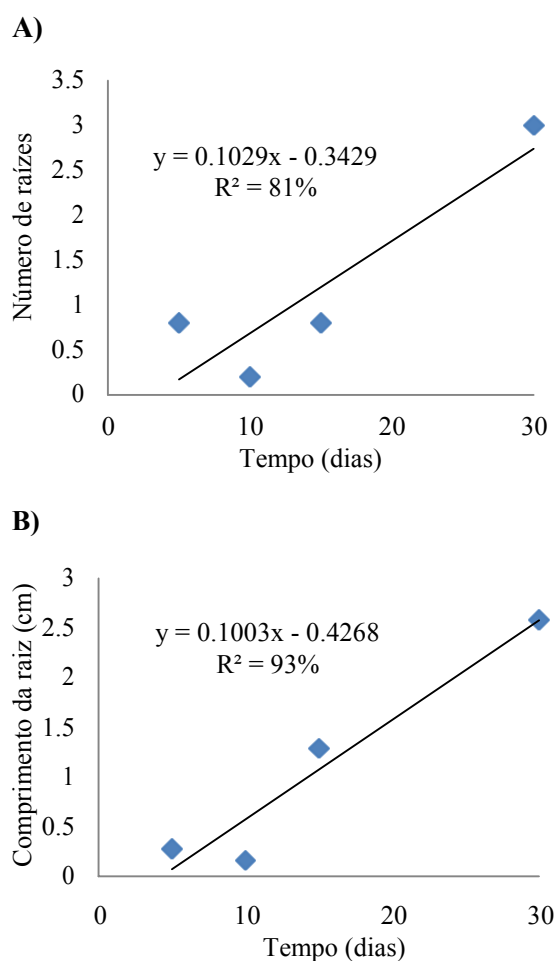 A)
Número de raízes
3.5
3
2.5
2
1.5
1
0.5
0
y = 0.1029x - 0.3429
R² = 81%
0 10 20 30
Tempo (dias)
B)
Comprimento da raiz (cm)
3
2.5
2
1.5
1
0.5
0
y = 0.1003x - 0.4268
R² = 93%
0 10 20 30
Tempo (dias)